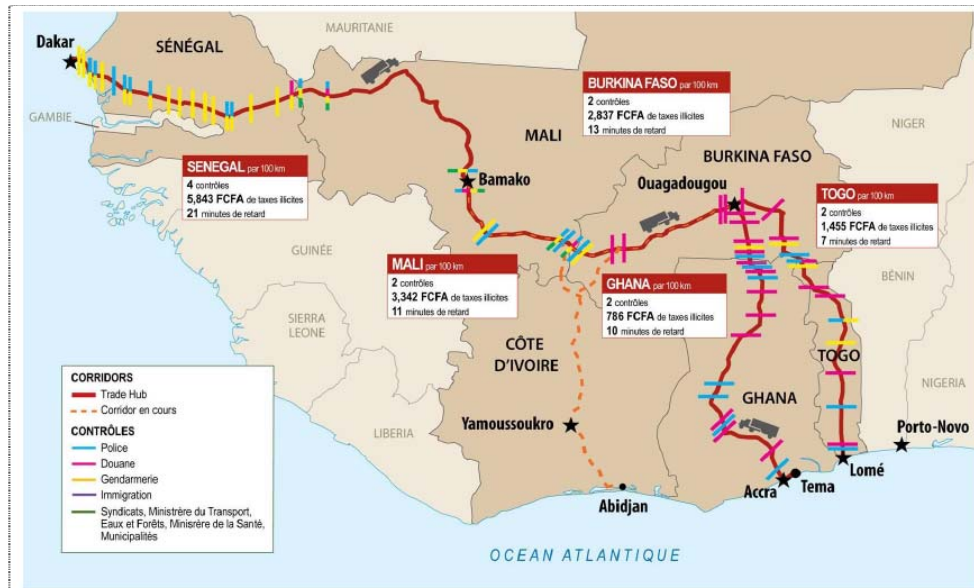 MAURITANIE
Dakar
SÉNÉGAL
GAMBIE
MALI
NIGER
BURKINA FASO par 100 km
2 contrôles
2,837 FCFA de taxes illicites
13 minutes de retard
BURKINA FASO
SENEGAL par 100 km
4 contrôles
5,843 FCFA de taxes illicites
21 minutes de retard
Bamako
Ouagadougou
TOGO par 100 km
2 contrôles
1,455 FCFA de taxes illicites
7 minutes de retard
GUINÉE
MALI par 100 km
2 contrôles
3,342 FCFA de taxes illicites
11 minutes de retard
GHANA par 100 km
2 contrôles
786 FCFA de taxes illicites
10 minutes de retard
BÉNIN
SIERRA
LEONE
CÔTE
D'IVOIRE
TOGO
NIGERIA
GHANA
LIBERIA
Yamoussoukro
Porto-Novo
Lomé
Accra
Tema
Abidjan
OCEAN ATLANTIQUE
CORRIDORS
Trade Hub
Corridor en cours
CONTRÔLES
Police
Douane
Gendarmerie
Immigration
Syndicats, Ministrère du Transport,
Eaux et Forêts, Minisrère de la Santé,
Municipalités